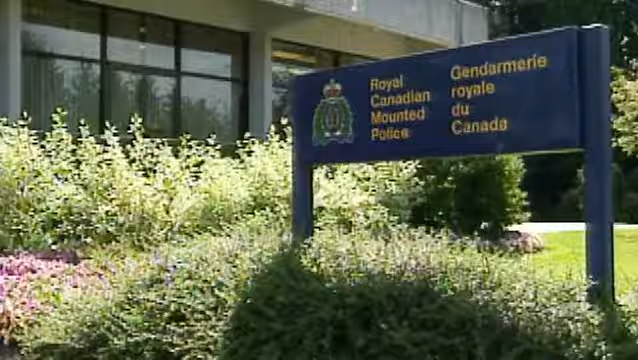 Royal
Canadian
Mounted
Police
Gendarmerie
royale
du
Canada